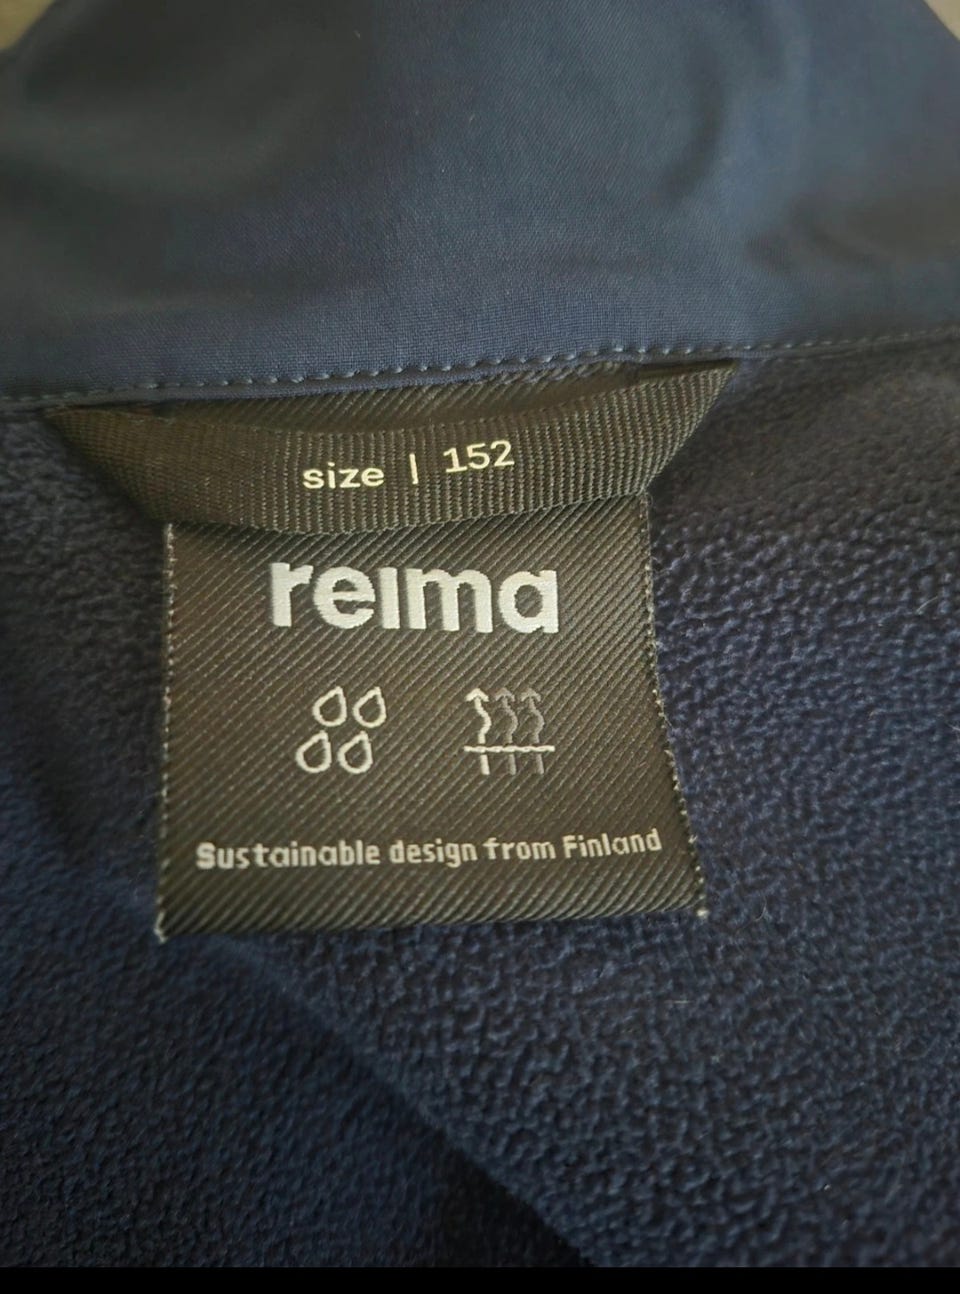 size | 152
reima
Sustainable design from Finland